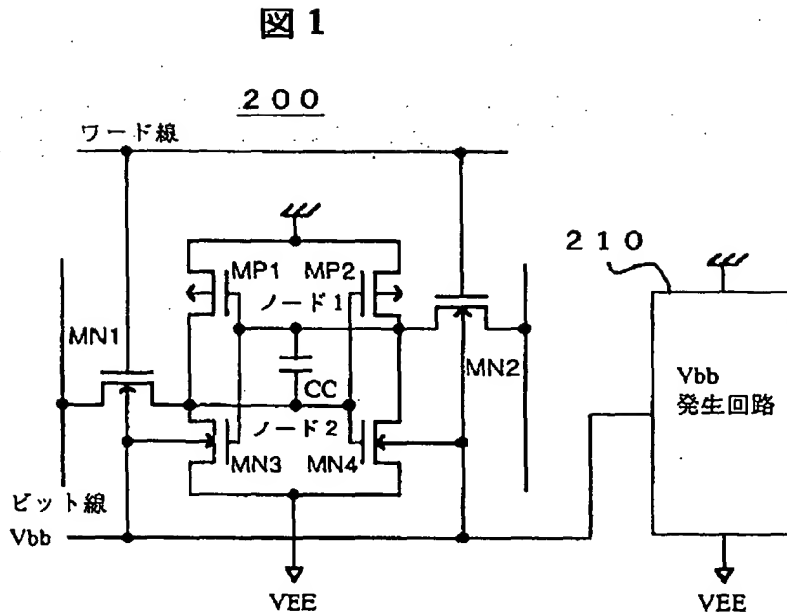 図1
200
ワード線
210
MP1
MP2
ノード1
MN1
MN2
CC
Vbb
発生回路
ノード2
MN3
MN4
ビット線
Vbb
VEE
VEE